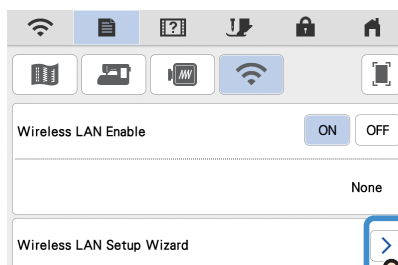 Wireless LAN Enable
ON
OFF
None
Wireless LAN Setup Wizard